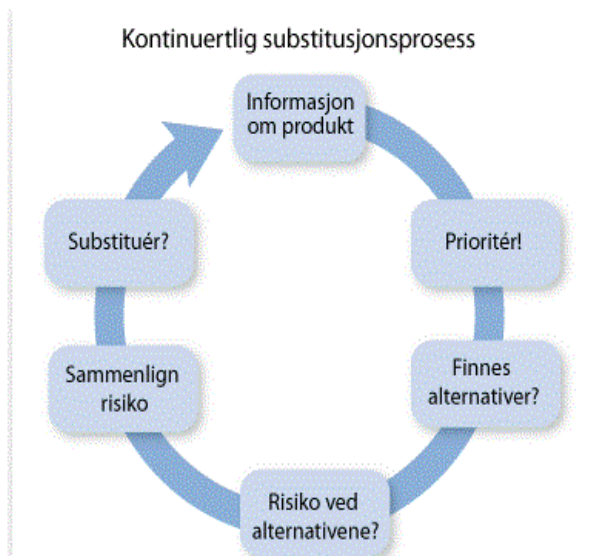 Kontinuertlig substitusjonsprosess
Informasjon
om produkt
Prioritér!
Finnes
alternativer?
Risiko ved
alternativene?
Sammenlign
risiko
Substituér?